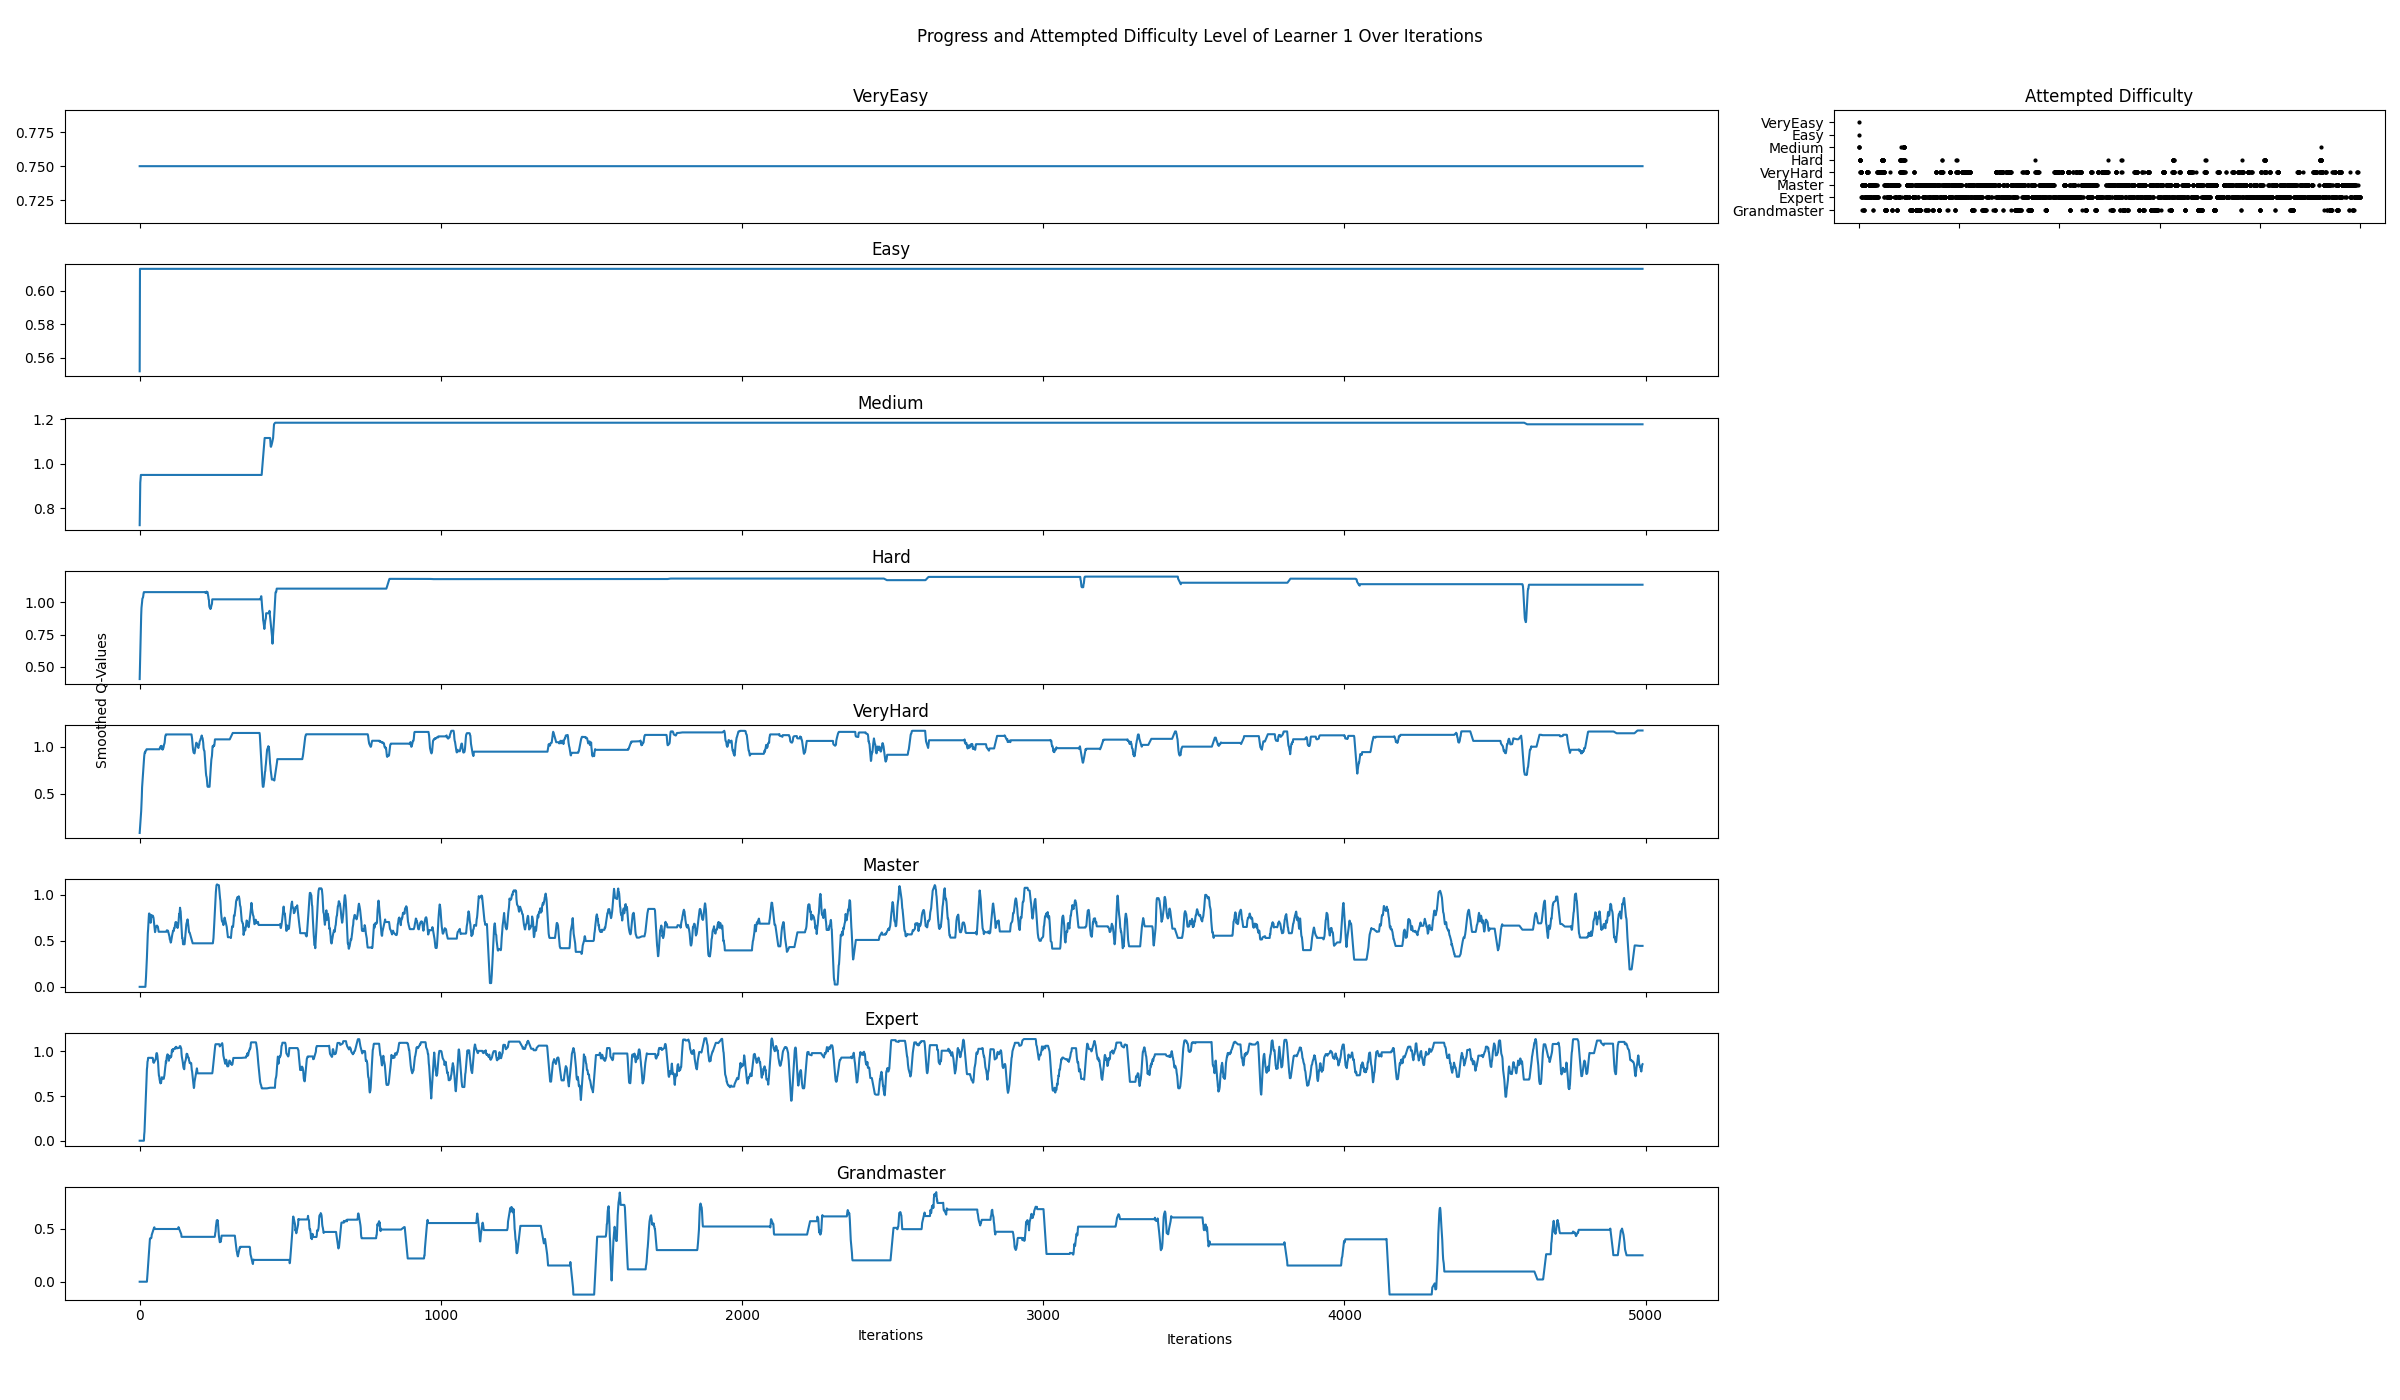 Progress and Attempted Difficulty Level of Learner 1 Over Iterations
VeryEasy
0.775
0.750
0.725
Attempted Difficulty
VeryEasy
Easy
Medium
Hard
VeryHard
Master
Expert
Grandmaster
Easy
0.60
0.58
0.56
Medium
1.2
1.0
0.8
Hard
1.00
0.75
0.50
Smoothed Q-Values
VeryHard
1.0
0.5
Master
1.0
0.5
0.0
Expert
1.0
0.5
0.0
Grandmaster
0.5
0.0
0 1000 2000 3000 4000 5000
Iterations
Iterations